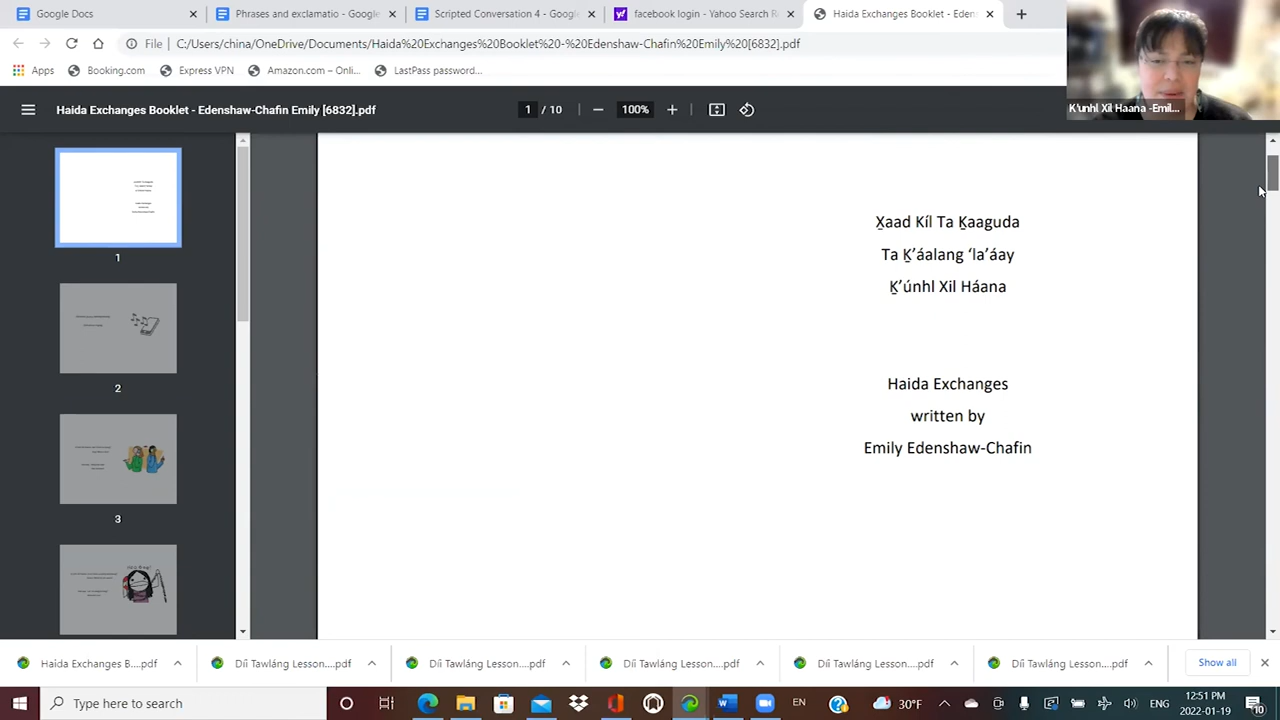 Google Docs
Phrases and exclamatio - Google
Scripted Conversation 4 - Google
facebook login - Yahoo Search R
Haida Exchanges Booklet - Eden
File
C:/Users/china/OneDrive/Documents/Haida%20Exchanges%20Booklet%20-%20Edenshaw-Chafin%20Emily%20[6832].pdf
Apps
Booking.com
Express VPN
Amazon.com – Onli...
LastPass password...
K'unhl Xil Haana -Emil...
Haida Exchanges Booklet - Edenshaw-Chafin Emily [6832].pdf
1 / 10
100%
1
2
3
X̱aad Kíl Ta Ḵaaguda
Ta Ḵ’áalang ‘la’áay
Ḵ’únhl Xil Háana
Haida Exchanges
written by
Emily Edenshaw-Chafin
Haida Exchanges B....pdf
Díi Tawláng Lesson....pdf
Díi Tawláng Lesson....pdf
Díi Tawláng Lesson....pdf
Díi Tawláng Lesson....pdf
Díi Tawláng Lesson....pdf
Show all
Type here to search
EN
30°F
ENG
12:51 PM
2022-01-19
10